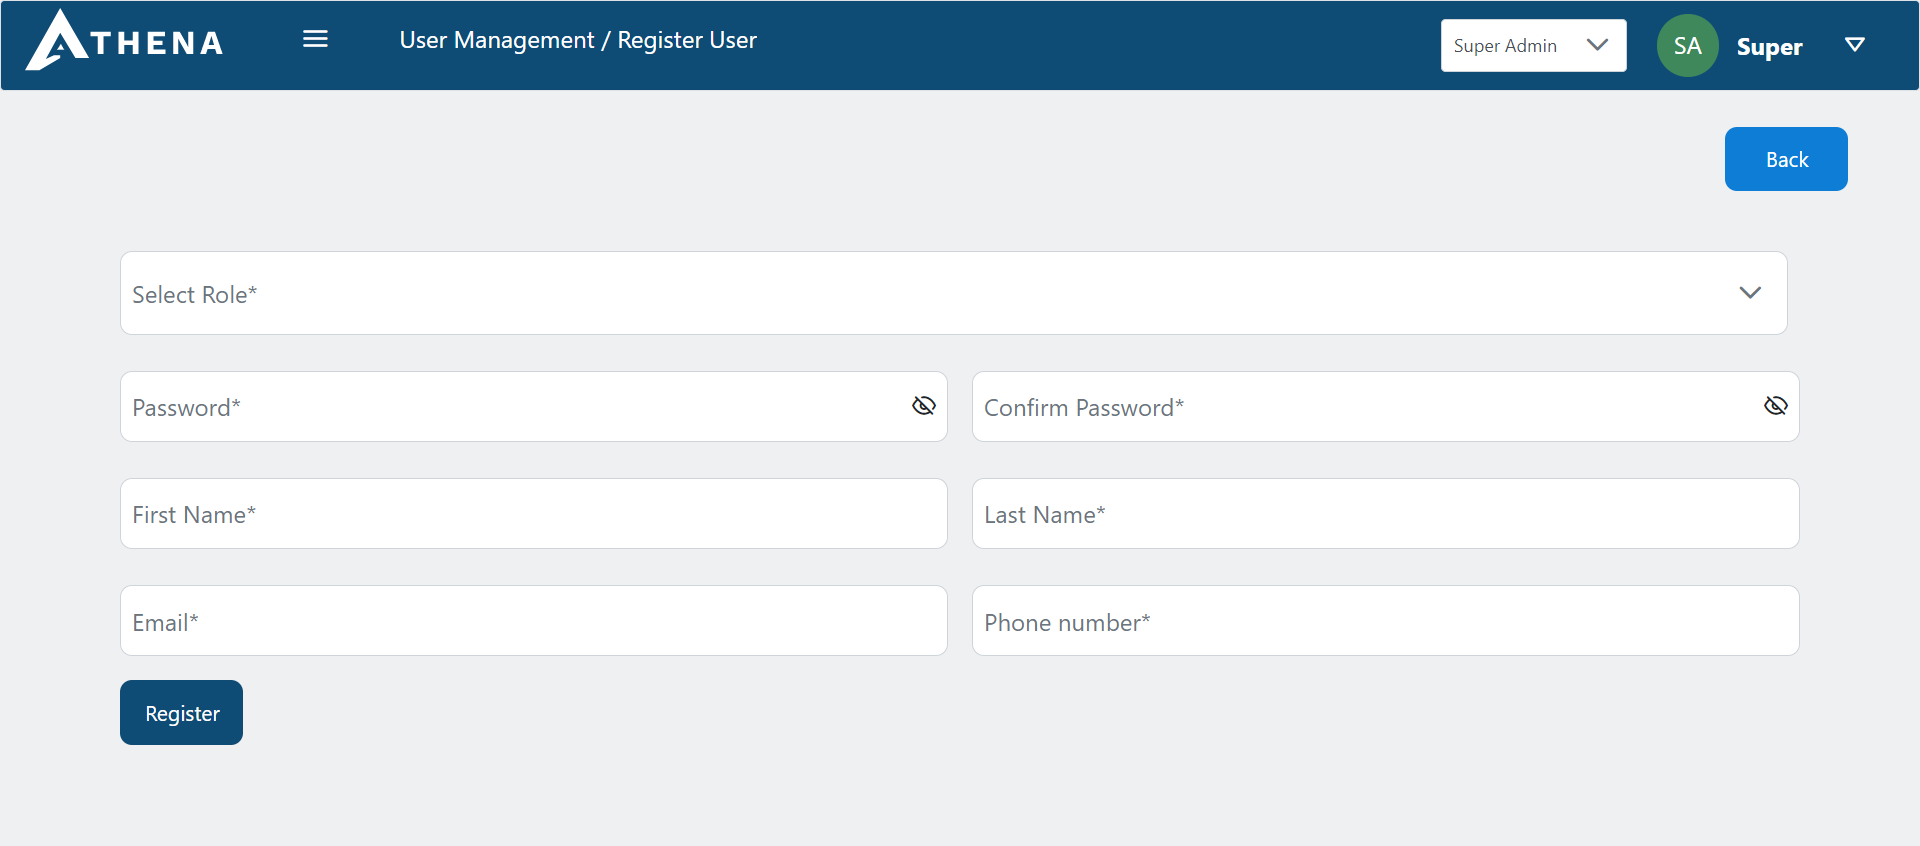 ATHENA
User Management / Register User
Super Admin
SA
Super
Back
Select Role*
Password*
Confirm Password*
First Name*
Last Name*
Email*
Phone number*
Register